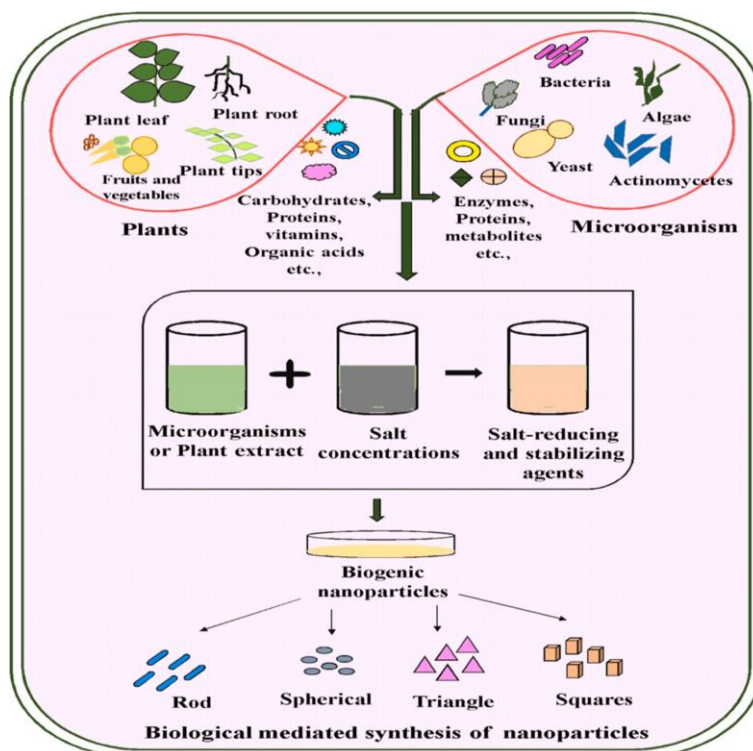 Plant leaf
Plant root
Fruits and
vegetables
Plant tips
Plants
Carbohydrates,
Proteins,
vitamins,
Organic acids
etc.,
Bacteria
Fungi
Algae
Yeast
Actinomycetes
Enzymes,
Proteins,
metabolites
etc.,
Microorganism
Microorganisms
or Plant extract
Salt
concentrations
Salt-reducing
and stabilizing
agents
Biogenic
nanoparticles
Rod
Spherical
Triangle
Squares
Biological mediated synthesis of nanoparticles